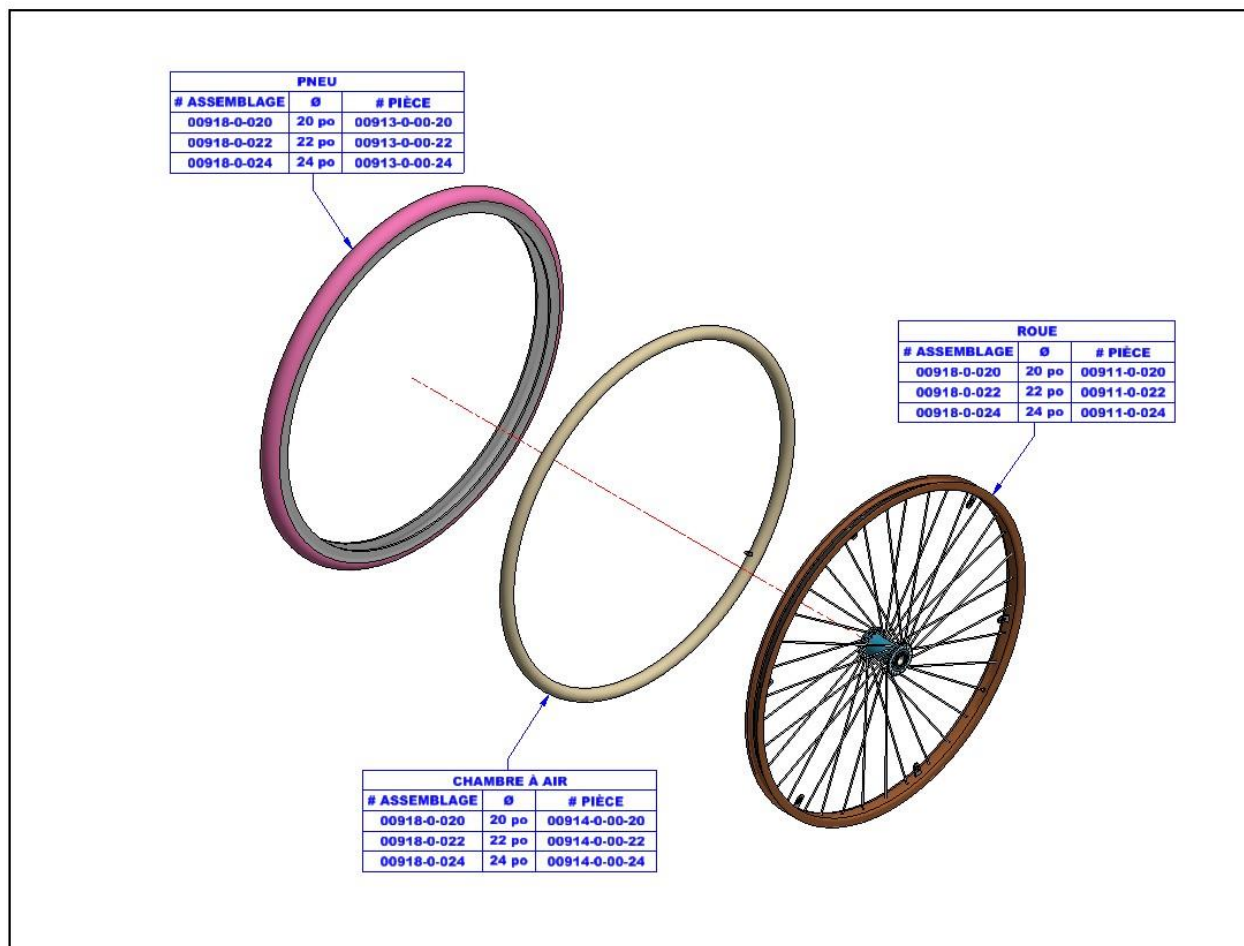 PNEU
# ASSEMBLAGE Ø # PIÈCE
00918-0-020 20 po 00913-0-00-20
00918-0-022 22 po 00913-0-00-22
00918-0-024 24 po 00913-0-00-24
ROUE
# ASSEMBLAGE Ø # PIÈCE
00918-0-020 20 po 00911-0-020
00918-0-022 22 po 00911-0-022
00918-0-024 24 po 00911-0-024
CHAMBRE À AIR
# ASSEMBLAGE Ø # PIÈCE
00918-0-020 20 po 00914-0-00-20
00918-0-022 22 po 00914-0-00-22
00918-0-024 24 po 00914-0-00-24